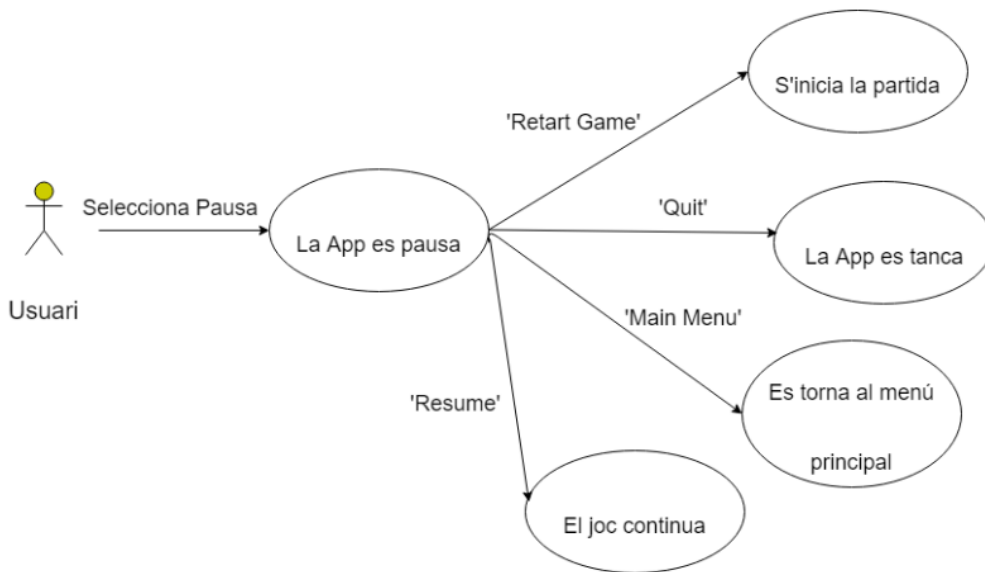 S'inicia la partida
'Retart Game'
Selecciona Pausa
'Quit'
La App es pausa
La App es tanca
Usuari
'Main Menu'
Es torna al menú
principal
'Resume'
El joc continua